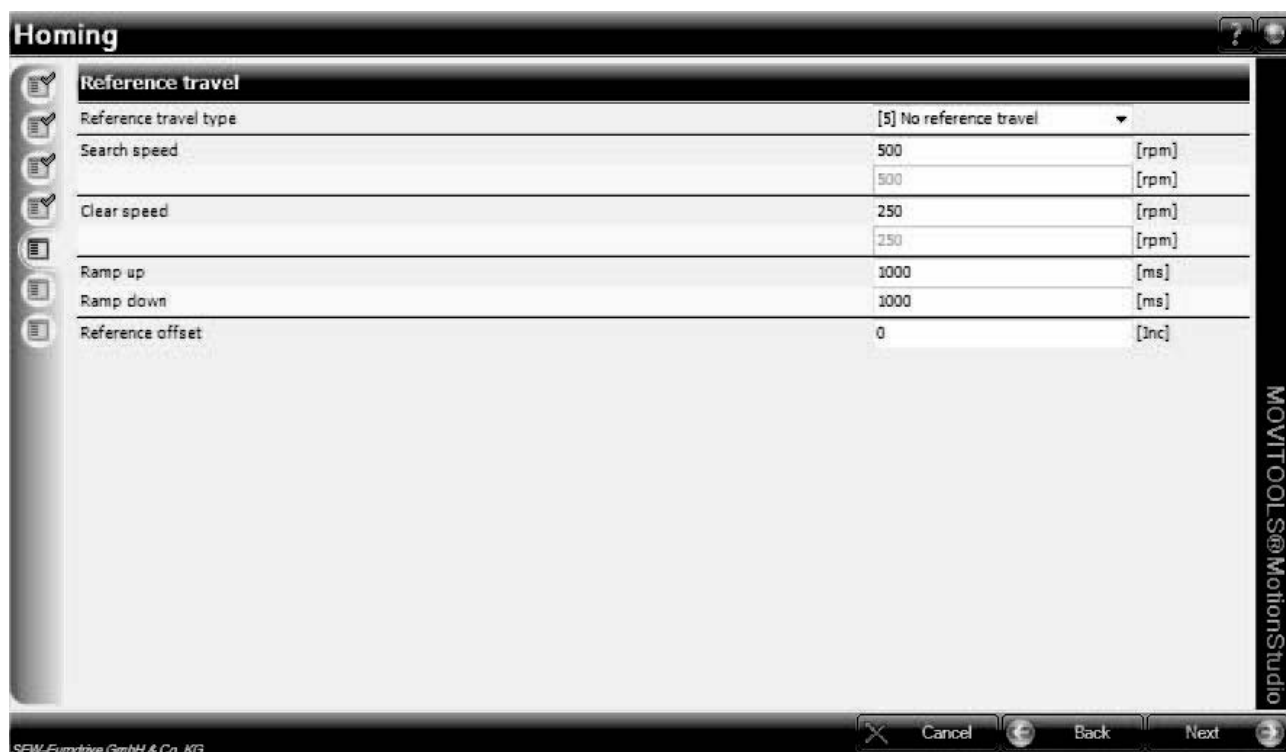 Homing
?
Reference travel
Reference travel type [5] No reference travel
Search speed 500 [rpm]
500 [rpm]
Clear speed 250 [rpm]
250 [rpm]
Ramp up 1000 [ms]
Ramp down 1000 [ms]
Reference offset 0 [Inc]
MOVITOOLS®MotionStudio
Cancel Back Next
SEW-Eurodrive GmbH & Co. KG